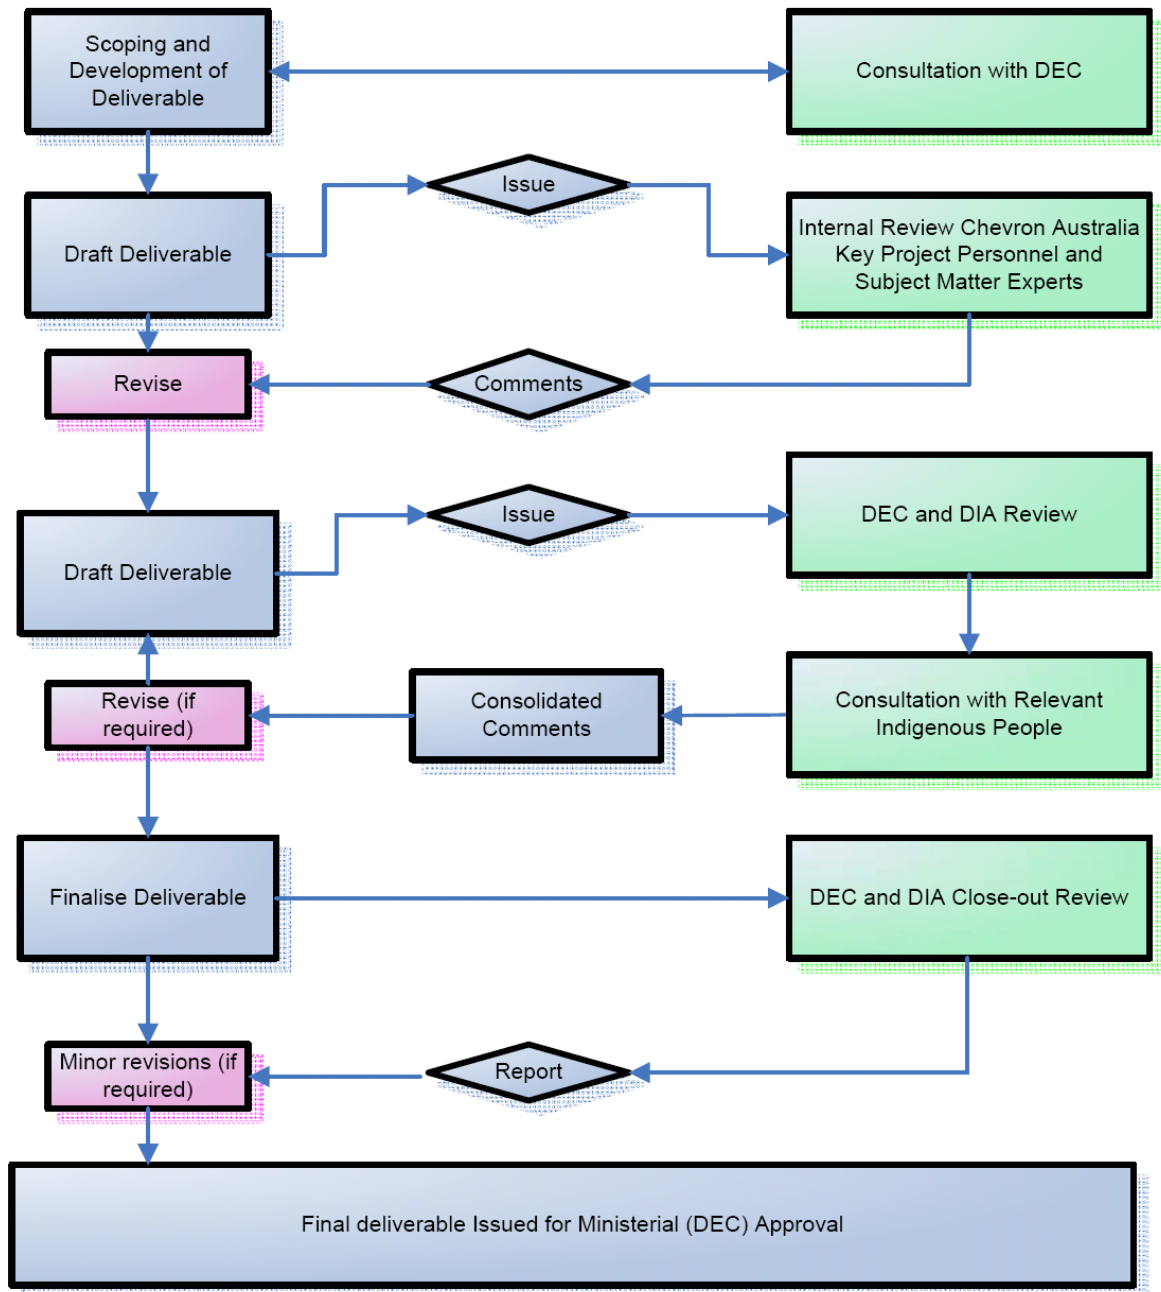 Scoping and
Development of
Deliverable
Consultation with DEC
Issue
Draft Deliverable
Internal Review Chevron Australia
Key Project Personnel and
Subject Matter Experts
Revise
Comments
Issue
DEC and DIA Review
Draft Deliverable
Revise (if
required)
Consolidated
Comments
Consultation with Relevant
Indigenous People
Finalise Deliverable
DEC and DIA Close-out Review
Minor revisions (if
required)
Report
Final deliverable Issued for Ministerial (DEC) Approval